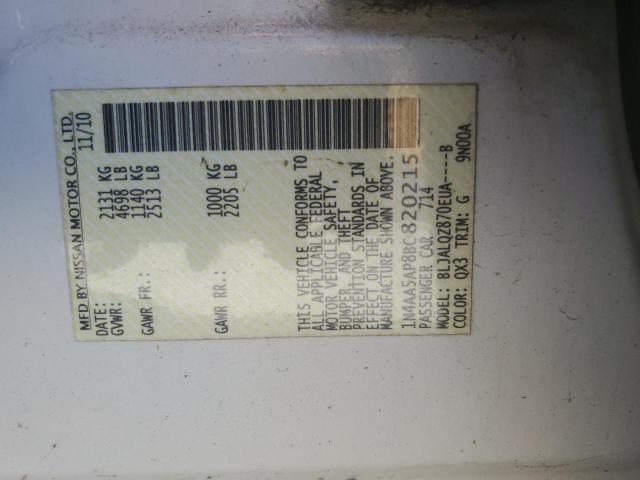 MFD BY NISSAN MOTOR CO., LTD.
DATE: 11/10
GVWR: 2131 KG
4698 LB
GAWR FR.: 1140 KG
2513 LB
GAWR RR.: 1000 KG
2205 LB
THIS VEHICLE CONFORMS TO
ALL APPLICABLE FEDERAL
MOTOR VEHICLE SAFETY,
BUMPER, AND THEFT
PREVENTION STANDARDS IN
EFFECT ON THE DATE OF
MANUFACTURE SHOWN ABOVE.
1N4AA5AP8BC820215
PASSENGER CAR 714
MODEL: BLJALQZ870EUA----B
COLOR: QX3 TRIM: G 9N00A